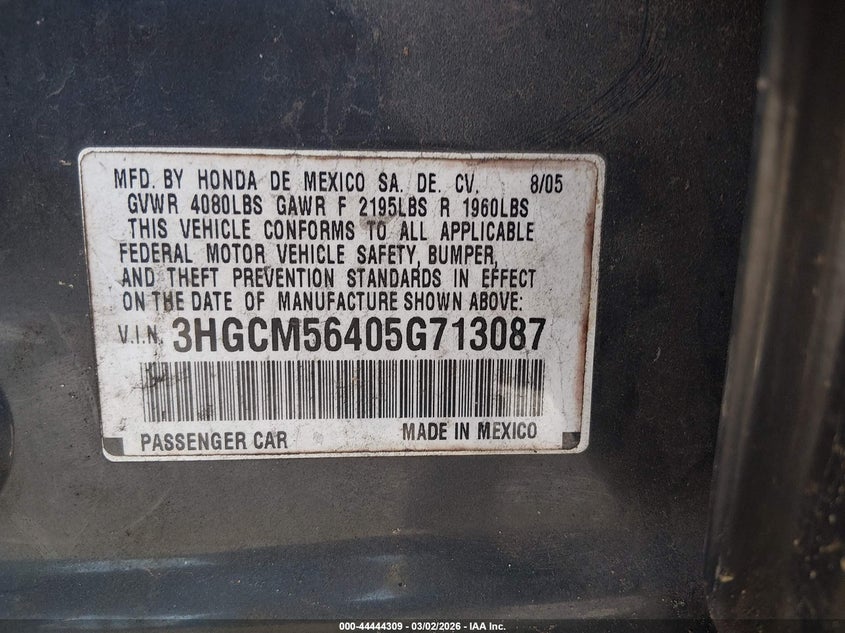 MFD. BY HONDA DE MEXICO SA. DE. CV. 8/05
GVWR 4080LBS GAWR F 2195LBS R 1960LBS
THIS VEHICLE CONFORMS TO ALL APPLICABLE
FEDERAL MOTOR VEHICLE SAFETY, BUMPER,
AND THEFT PREVENTION STANDARDS IN EFFECT
ON THE DATE OF MANUFACTURE SHOWN ABOVE:
V.I.N. 3HGCM56405G713087
PASSENGER CAR MADE IN MEXICO
000-44444309 - 03/02/2026 - IAA Inc.